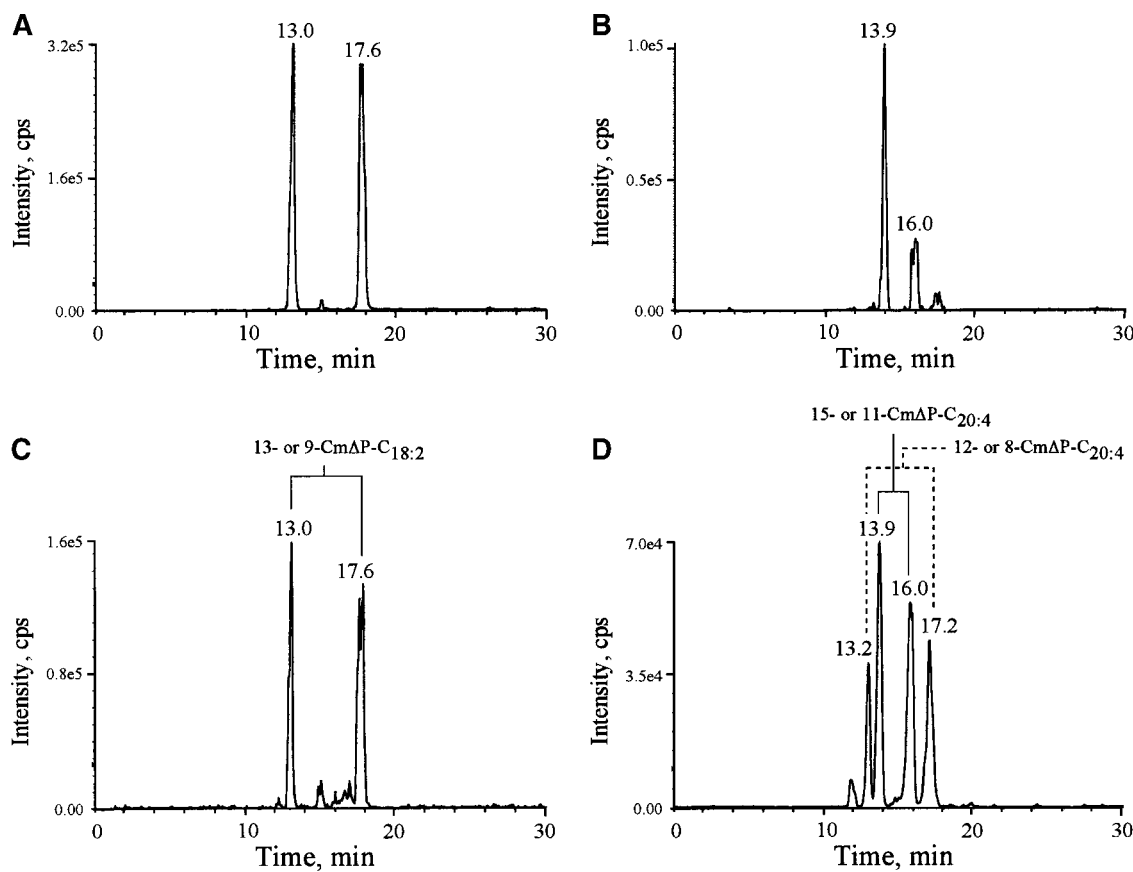 A
3.2e5
13.0
17.6
1.6e5
0.00
Intensity, cps
0
10
20
30
Time, min
B
1.0e5
13.9
0.5e5
16.0
0.00
Intensity, cps
0
10
20
30
Time, min
C
13- or 9-CmΔP-C18:2
1.6e5
13.0
17.6
0.8e5
0.00
Intensity, cps
0
10
20
30
Time, min
15- or 11-CmΔP-C20:4
D
12- or 8-CmΔP-C20:4
7.0e4
13.9
16.0
13.2
17.2
3.5e4
0.00
Intensity, cps
0
10
20
30
Time, min